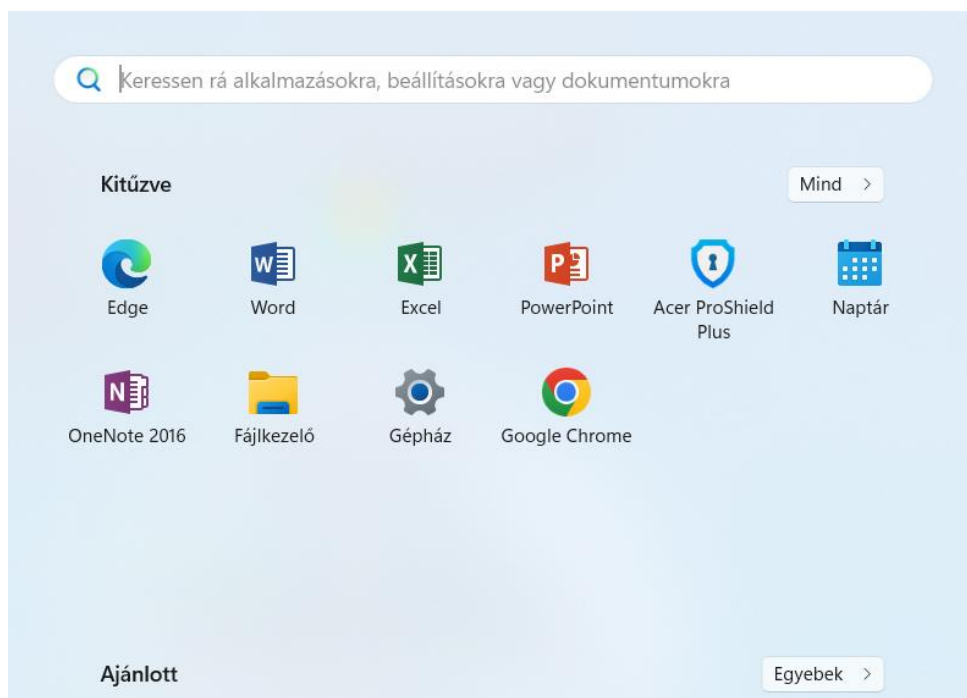 Keressen rá alkalmazásokra, beállításokra vagy dokumentumokra
Kitűzve
Mind
Edge
Word
Excel
PowerPoint
Acer ProShield
Plus
Naptár
OneNote 2016
Fájlkezelő
Gépház
Google Chrome
Ajánlott
Egyebek